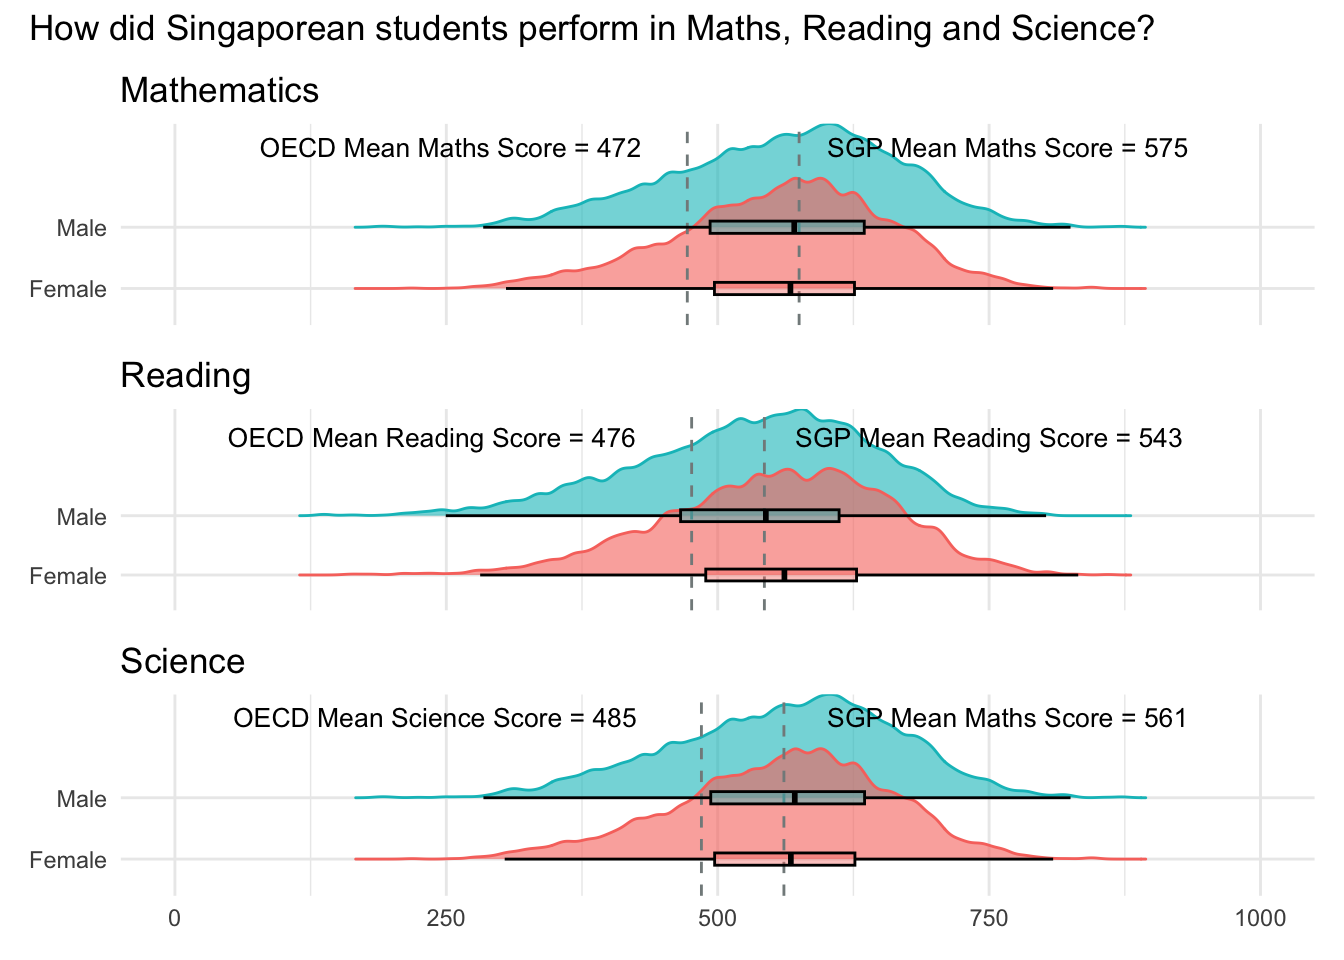 How did Singaporean students perform in Maths, Reading and Science?
Mathematics
OECD Mean Maths Score = 472
SGP Mean Maths Score = 575
Male
Female
Reading
OECD Mean Reading Score = 476
SGP Mean Reading Score = 543
Male
Female
Science
OECD Mean Science Score = 485
SGP Mean Maths Score = 561
Male
Female
0 250 500 750 1000